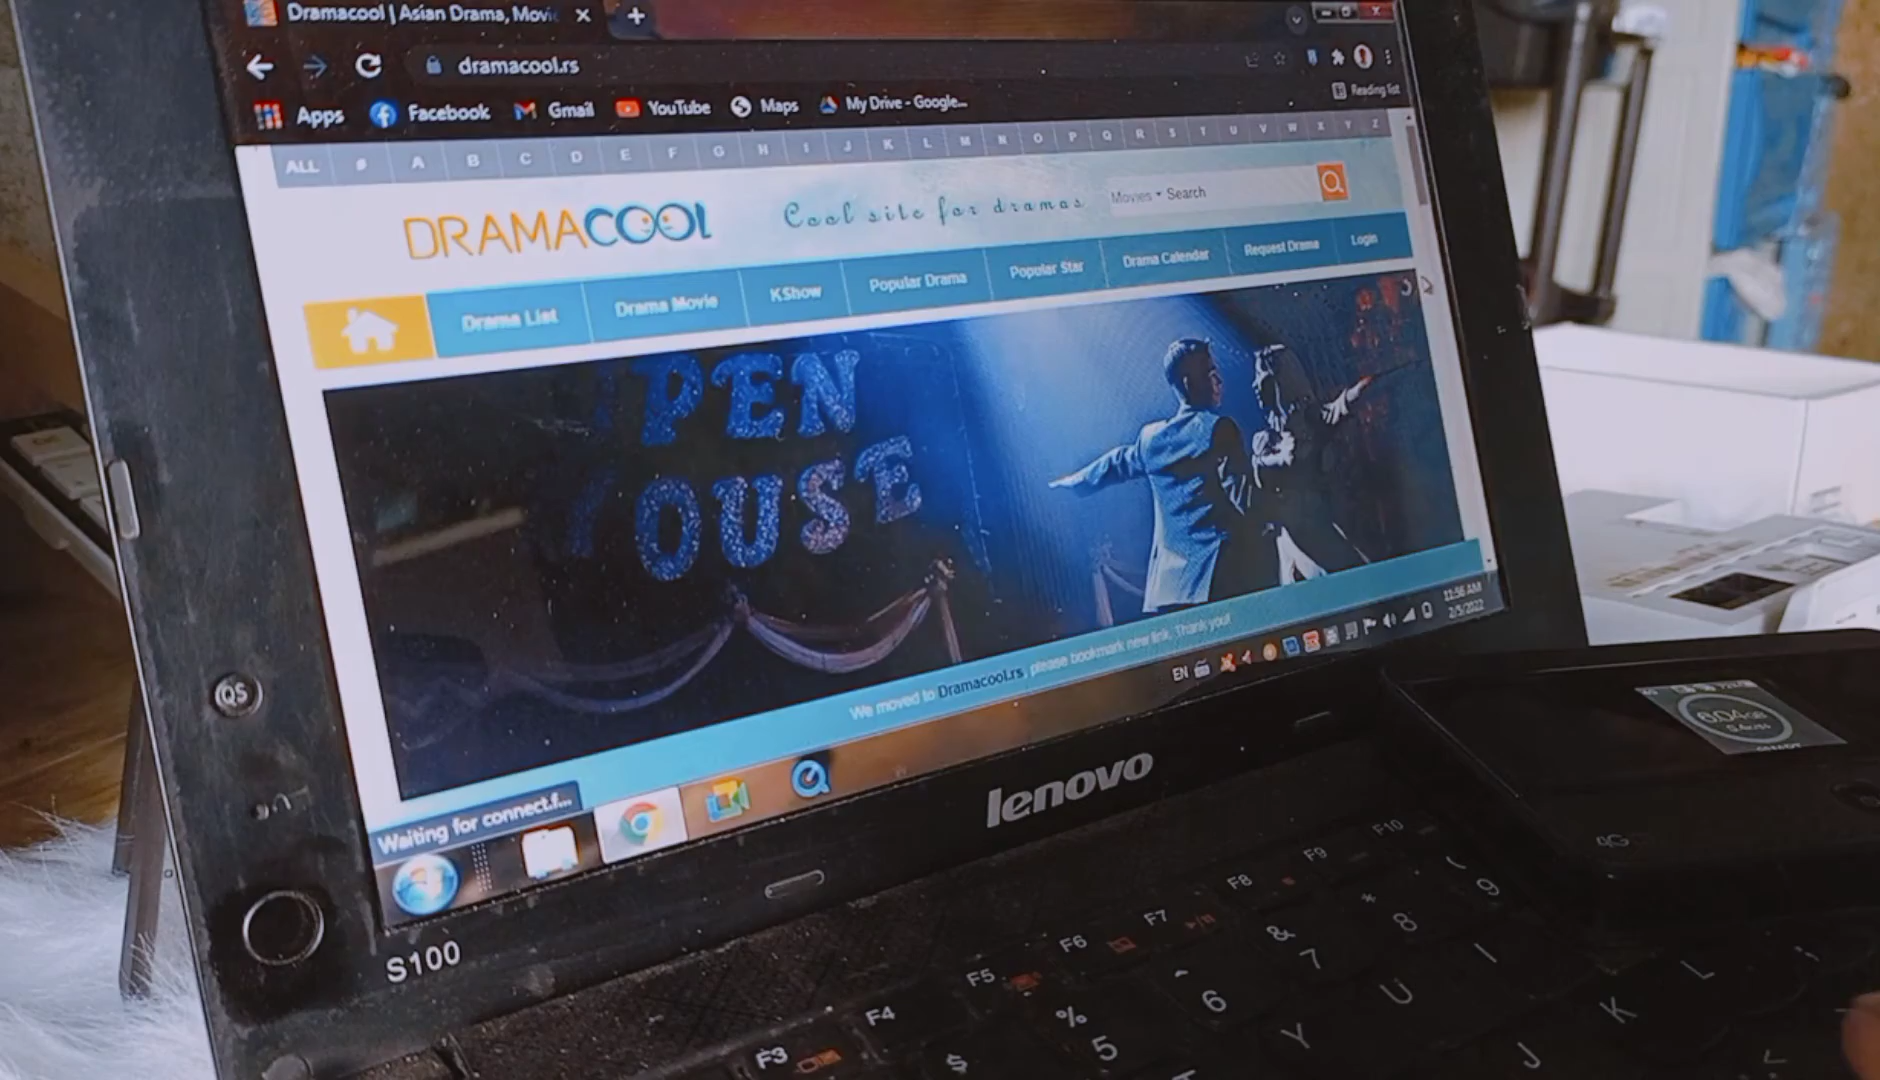 Dramacool | Asian Drama, Movi
dramacool.rs
Apps Facebook Gmail YouTube Maps My Drive - Google...
Reading list
ALL # A B C D E F G H I J K L M N O P Q R S T U V W X Y Z
DRAMACOOL Cool site for dramas Movies Search
Drama List Drama Movie KShow Popular Drama Popular Star Drama Calendar Request Drama Login
PEN
OUSE
We moved to Dramacool.rs, please bookmark new link. Thank you!
Waiting for connect.f...
EN 11:56 AM
2/5/2022
QS
lenovo
S100
4G
F3 F4 F5 F6 F7 F8 F9 F10
$ % ^ & * (
5 6 7 8 9
Y U I
J K L